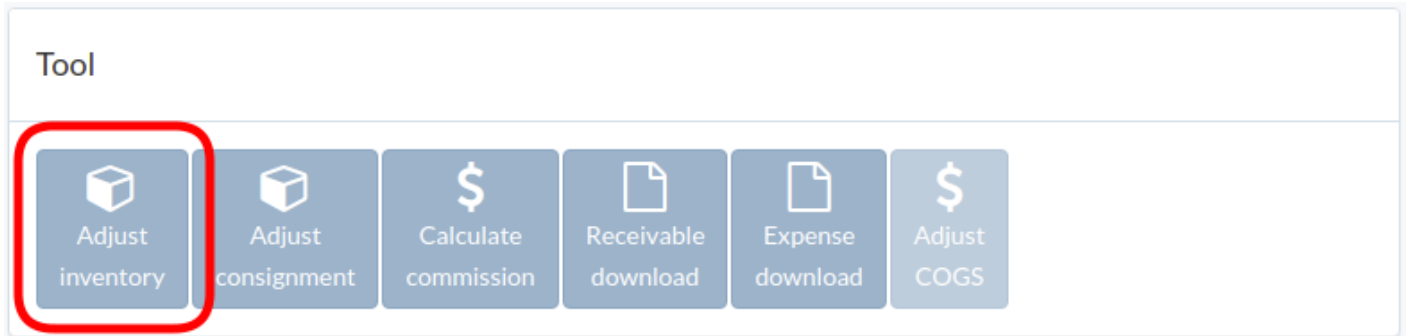 Tool
Adjust
inventory
Adjust
consignment
$
Calculate
commission
Receivable
download
Expense
download
$
Adjust
COGS